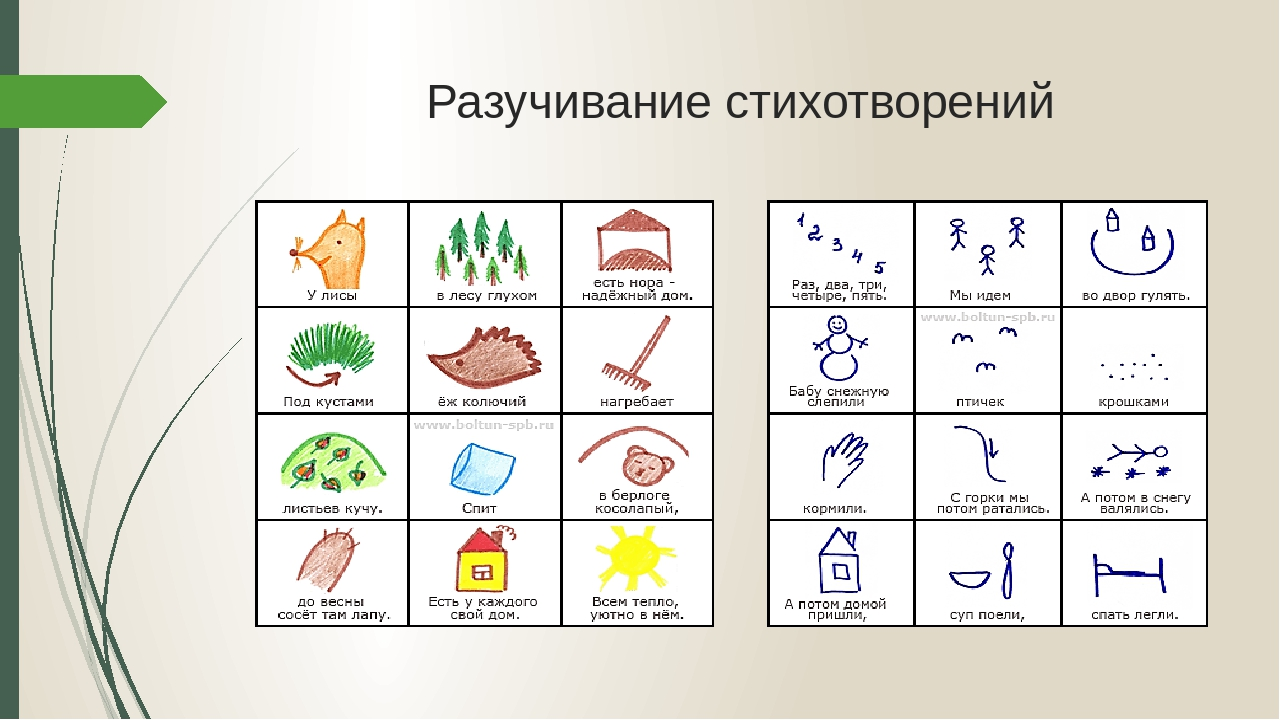 Разучивание стихотворений
У лисы
в лесу глухом
есть нора -
надёжный дом.
Под кустами
ёж колючий
нагребает
листьев кучу.
www.boltun-spb.ru
Спит
в берлоге
косолапый,
до весны
сосёт там лапу.
Есть у каждого
свой дом.
Всем тепло,
уютно в нём.
1 2 3 4 5
Раз, два, три,
четыре, пять.
Мы идем
во двор гулять.
Бабу снежную
слепили
www.boltun-spb.ru
птичек
крошками
кормили.
С горки мы
потом ратались.
А потом в снегу
валялись.
А потом домой
пришли,
суп поели,
спать легли.